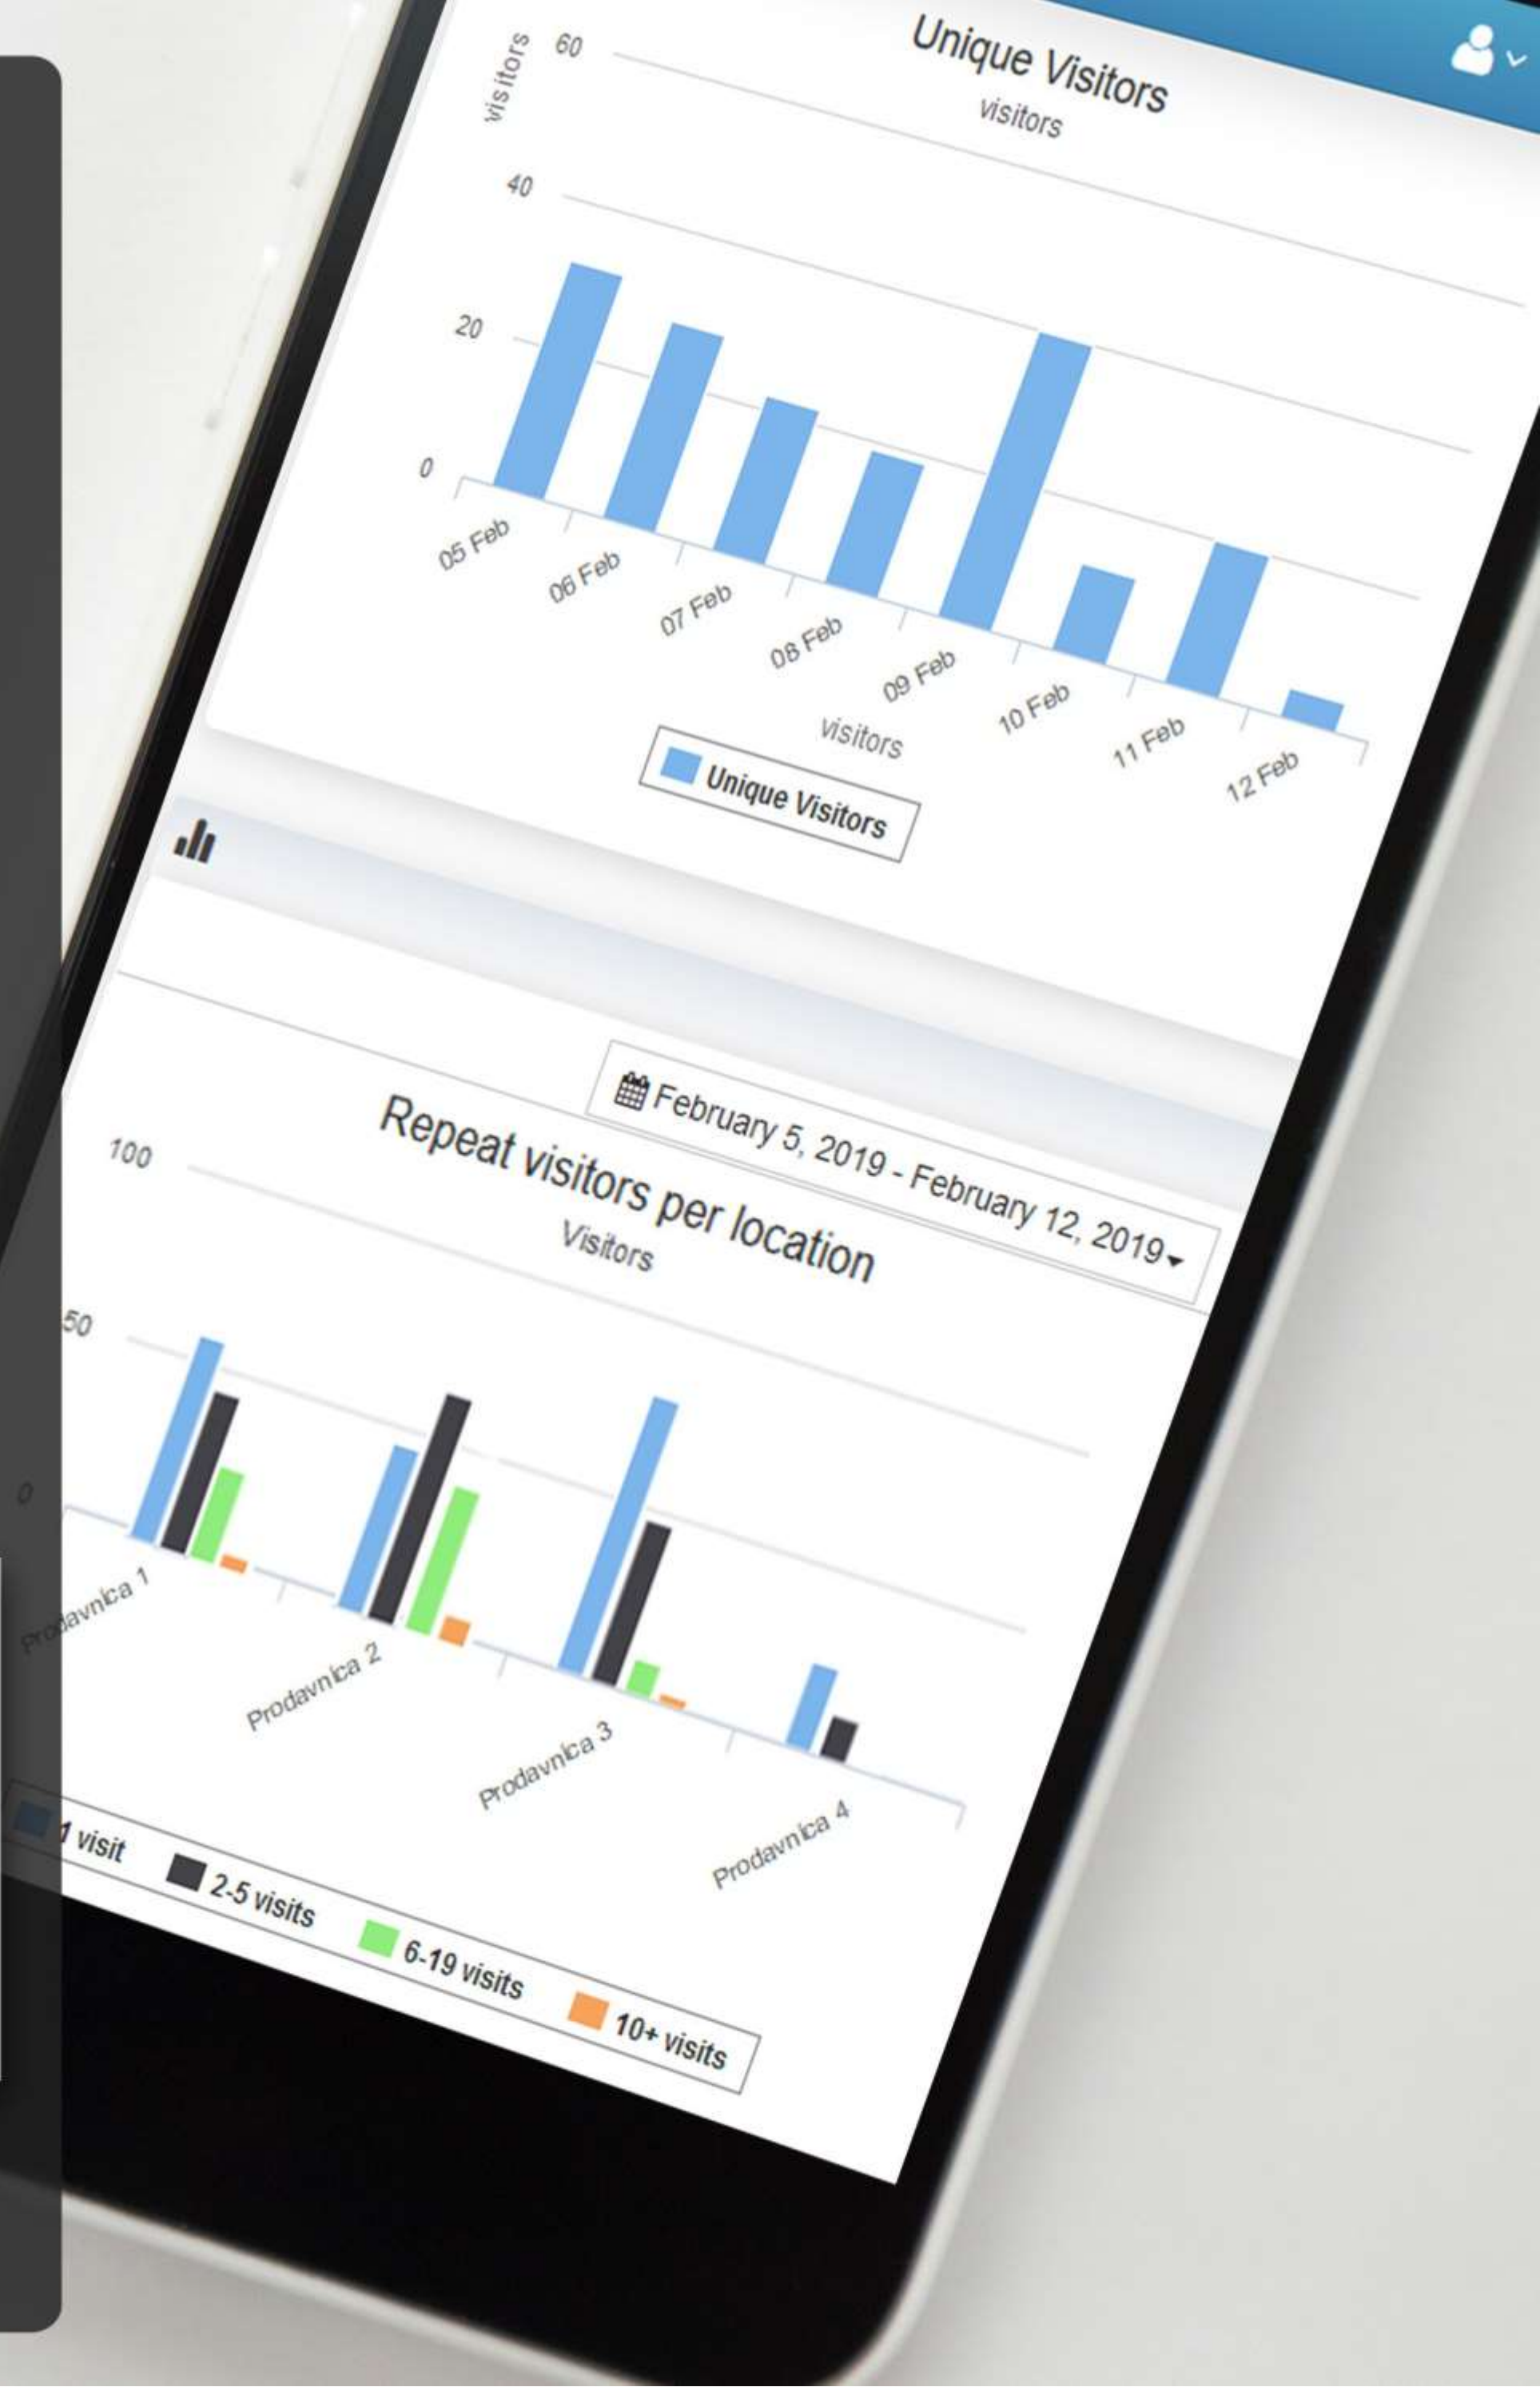 Unique Visitors
visitors
visitors
60
40
20
0
05 Feb
06 Feb
07 Feb
08 Feb
09 Feb
10 Feb
11 Feb
12 Feb
visitors
Unique Visitors
February 5, 2019 - February 12, 2019
Repeat visitors per location
Visitors
100
50
0
Prodavnica 1
Prodavnica 2
Prodavnica 3
Prodavnica 4
1 visit
2-5 visits
6-19 visits
10+ visits